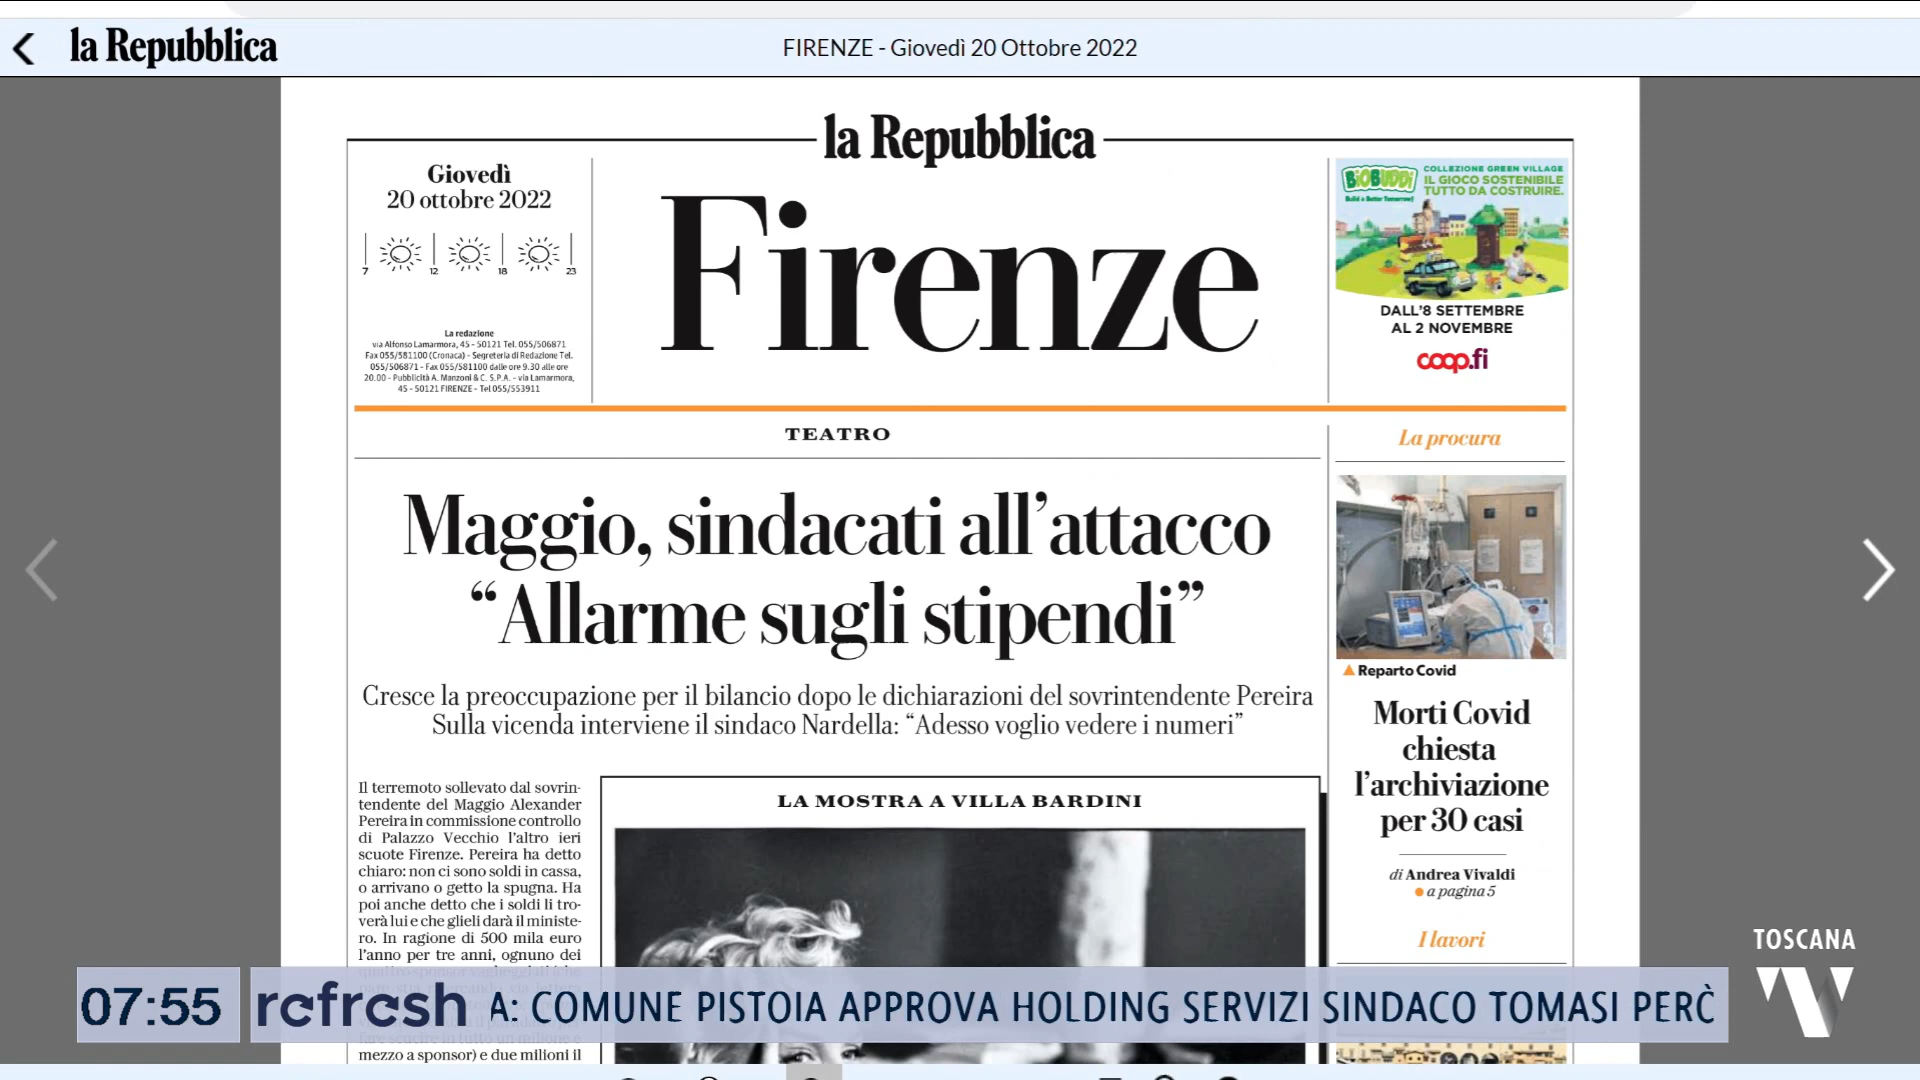 la Repubblica
FIRENZE - Giovedì 20 Ottobre 2022
la Repubblica
Giovedì
20 ottobre 2022
7 12 18 23
La redazione
via Alfonso Lamarmora, 45 - 50121 Tel. 055/506871
Fax 055/581100 (Cronaca) - Segreteria di Redazione Tel.
055/506871 - Fax 055/581100 dalle ore 9.30 alle ore
20.00 - Pubblicità A. Manzoni & C. S.P.A. - via Lamarmora,
45 - 50121 FIRENZE - Tel 055/553911
Firenze
BIOBUDDi
Build a Better Tomorrow!
COLLEZIONE GREEN VILLAGE
IL GIOCO SOSTENIBILE
TUTTO DA COSTRUIRE.
DALL'8 SETTEMBRE
AL 2 NOVEMBRE
coop.fi
TEATRO
Maggio, sindacati all'attacco
“Allarme sugli stipendi”
Cresce la preoccupazione per il bilancio dopo le dichiarazioni del sovrintendente Pereira
Sulla vicenda interviene il sindaco Nardella: “Adesso voglio vedere i numeri”
Il terremoto sollevato dal sovrin-
tendente del Maggio Alexander
Pereira in commissione controllo
di Palazzo Vecchio l'altro ieri
scuote Firenze. Pereira ha detto
chiaro: non ci sono soldi in cassa,
o arrivano o getto la spugna. Ha
poi anche detto che i soldi li tro-
verà lui e che glieli darà il ministe-
ro. In ragione di 500 mila euro
l'anno per tre anni, ognuno dei
mezzo a sponsor) e due milioni il
LA MOSTRA A VILLA BARDINI
La procura
Reparto Covid
Morti Covid
chiesta
l'archiviazione
per 30 casi
di Andrea Vivaldi
a pagina 5
I lavori
TOSCANA
07:55
refresh
A: COMUNE PISTOIA APPROVA HOLDING SERVIZI SINDACO TOMASI PERČ